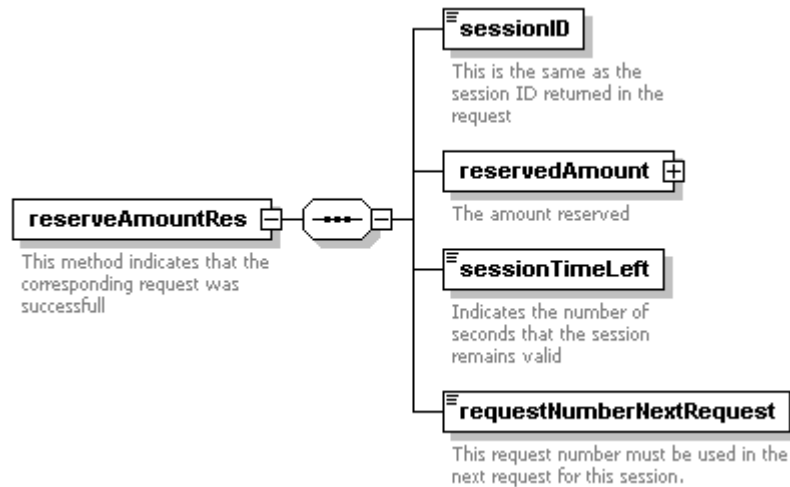 sessionID
This is the same as the
session ID returned in the
request
reservedAmount
The amount reserved
reserveAmountRes
This method indicates that the
corresponding request was
successfull
sessionTimeLeft
Indicates the number of
seconds that the session
remains valid
requestNumberNextRequest
This request number must be used in the
next request for this session.